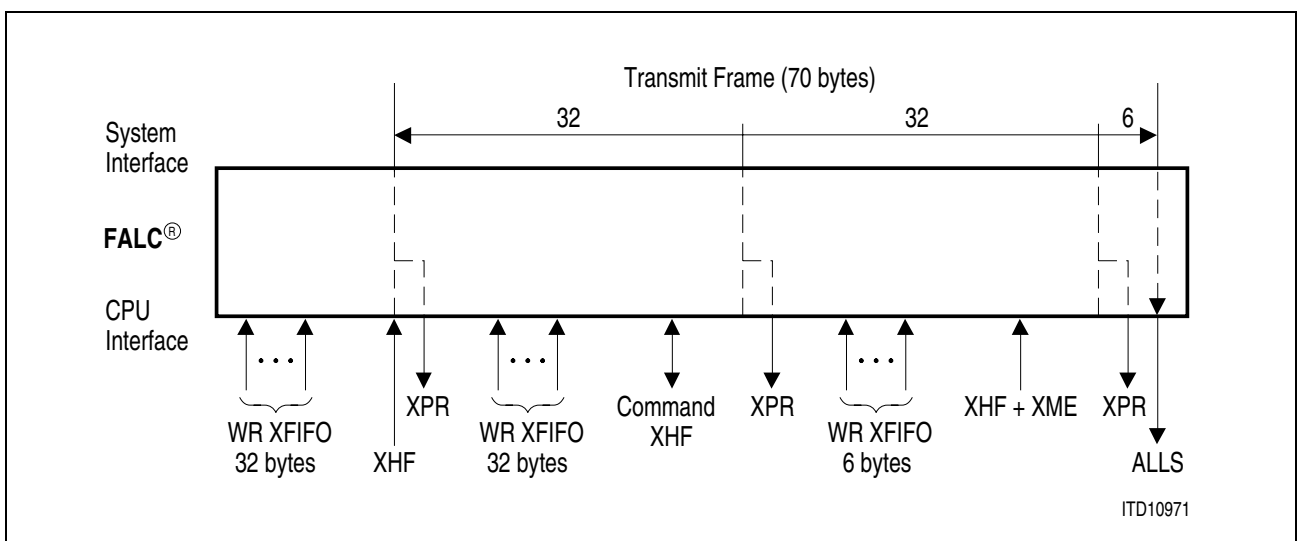 Transmit Frame (70 bytes)
32
32
6
System
Interface
FALC®
CPU
Interface
• • •
• • •
• • •
XPR
Command
XHF
XPR
XHF + XME
XPR
WR XFIFO
32 bytes
XHF
WR XFIFO
32 bytes
WR XFIFO
6 bytes
ALLS
ITD10971